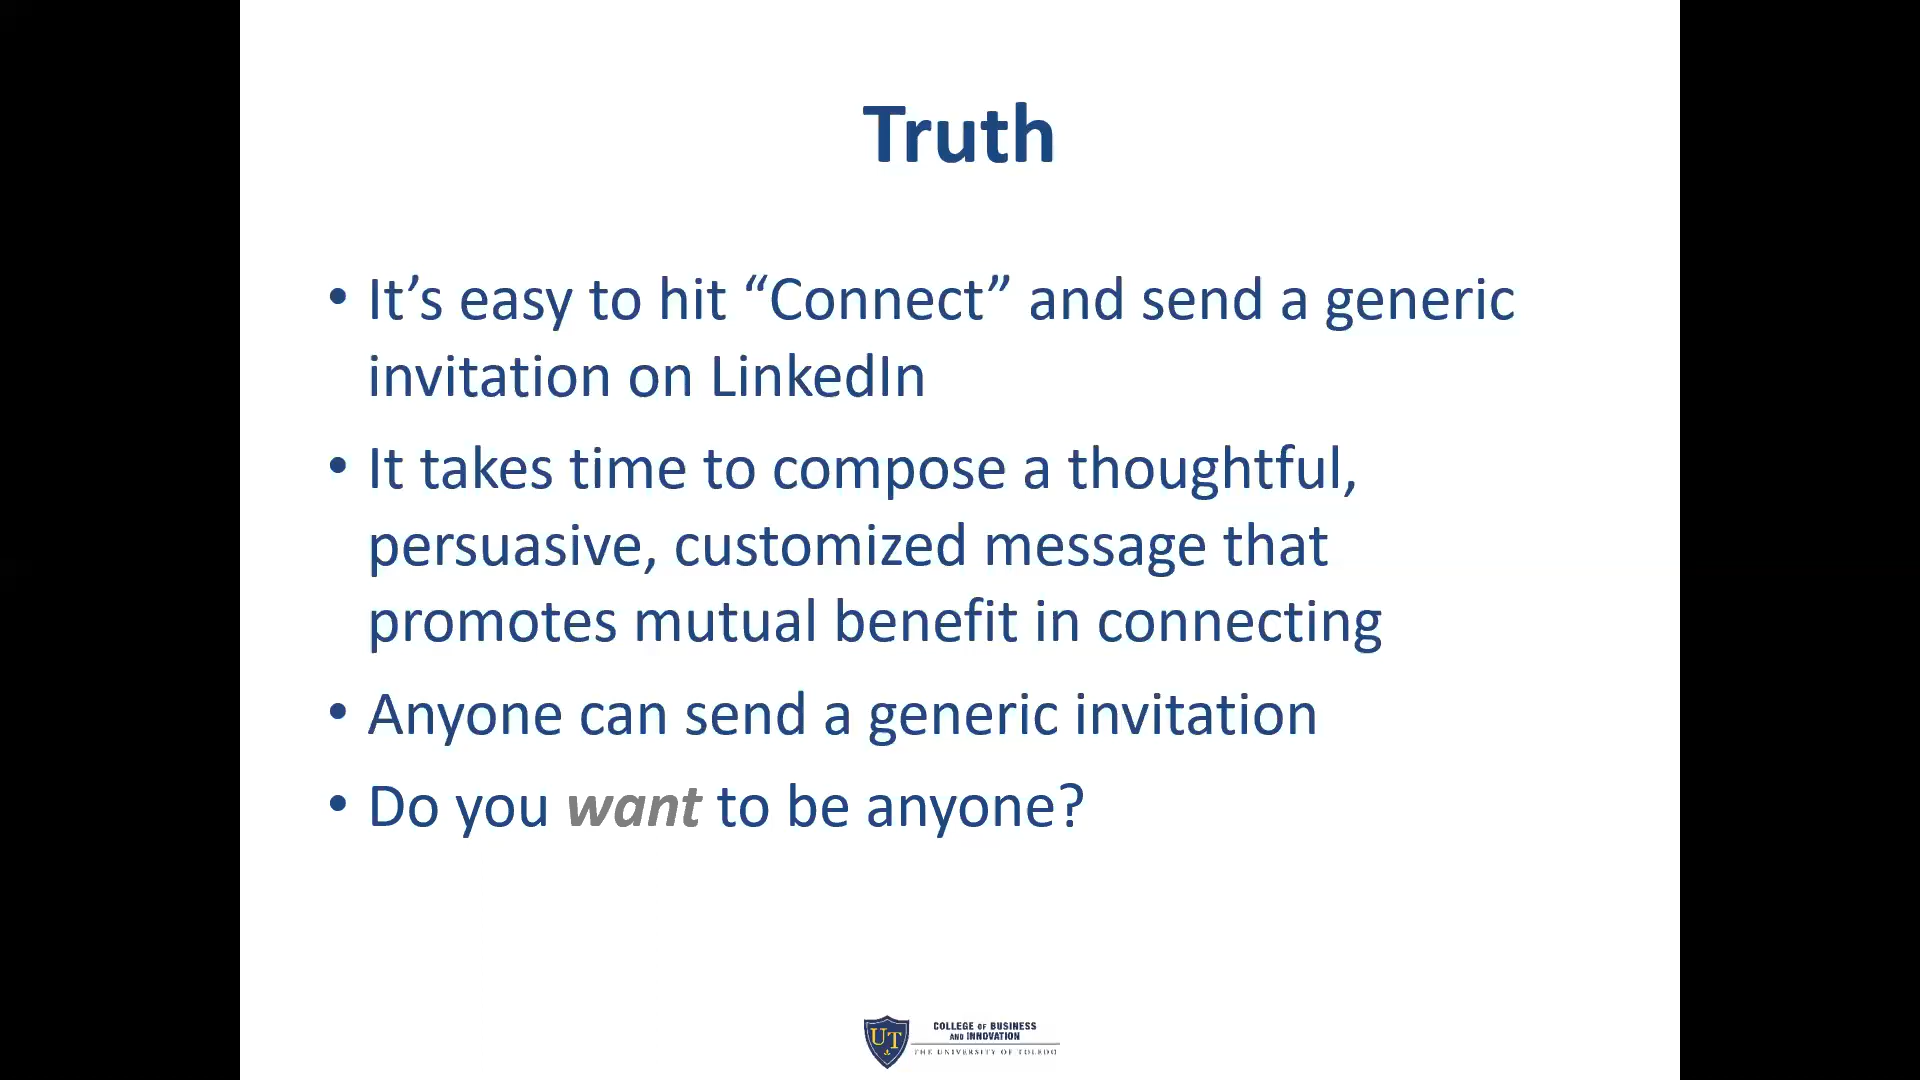 Truth
• It’s easy to hit “Connect” and send a generic
invitation on LinkedIn
• It takes time to compose a thoughtful,
persuasive, customized message that
promotes mutual benefit in connecting
• Anyone can send a generic invitation
• Do you want to be anyone?
UT
COLLEGE OF BUSINESS
AND INNOVATION
THE UNIVERSITY OF TOLEDO